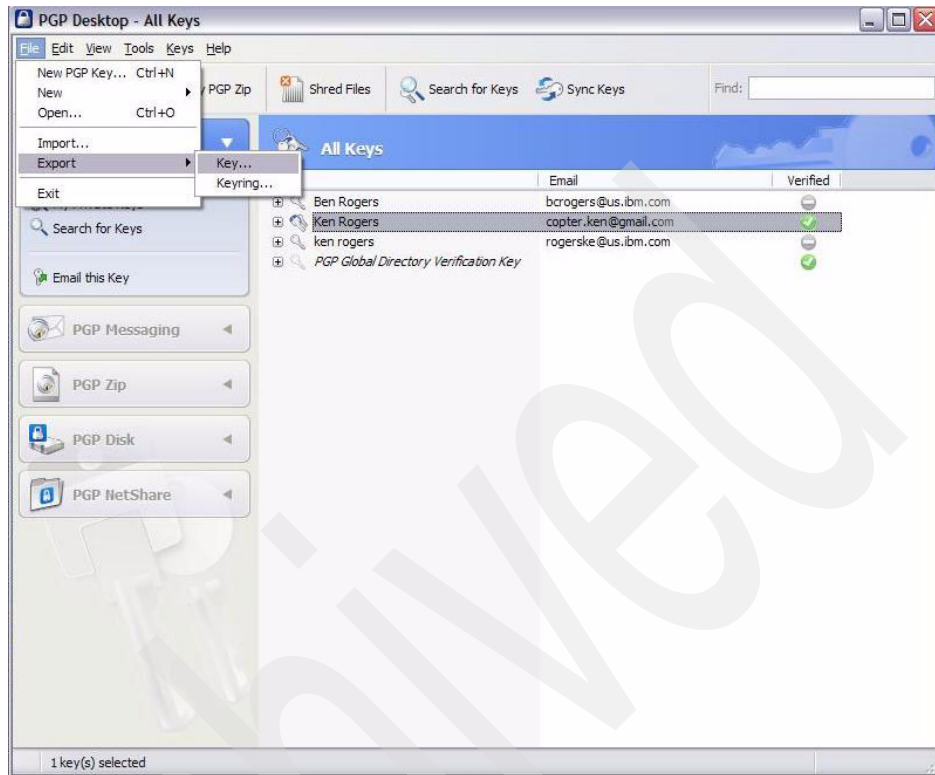 PGP Desktop - All Keys
File Edit View Tools Keys Help
New PGP Key... Ctrl+N
New
Open... Ctrl+O
Import...
Export
Exit
Key...
Keyring...
PGP Zip
Shred Files
Search for Keys
Sync Keys
Find:
All Keys
Email Verified
Ben Rogers bcrogers@us.ibm.com
Ken Rogers copter.ken@gmail.com
ken rogers rogerske@us.ibm.com
PGP Global Directory Verification Key
Search for Keys
Email this Key
PGP Messaging
PGP Zip
PGP Disk
PGP NetShare
1 key(s) selected